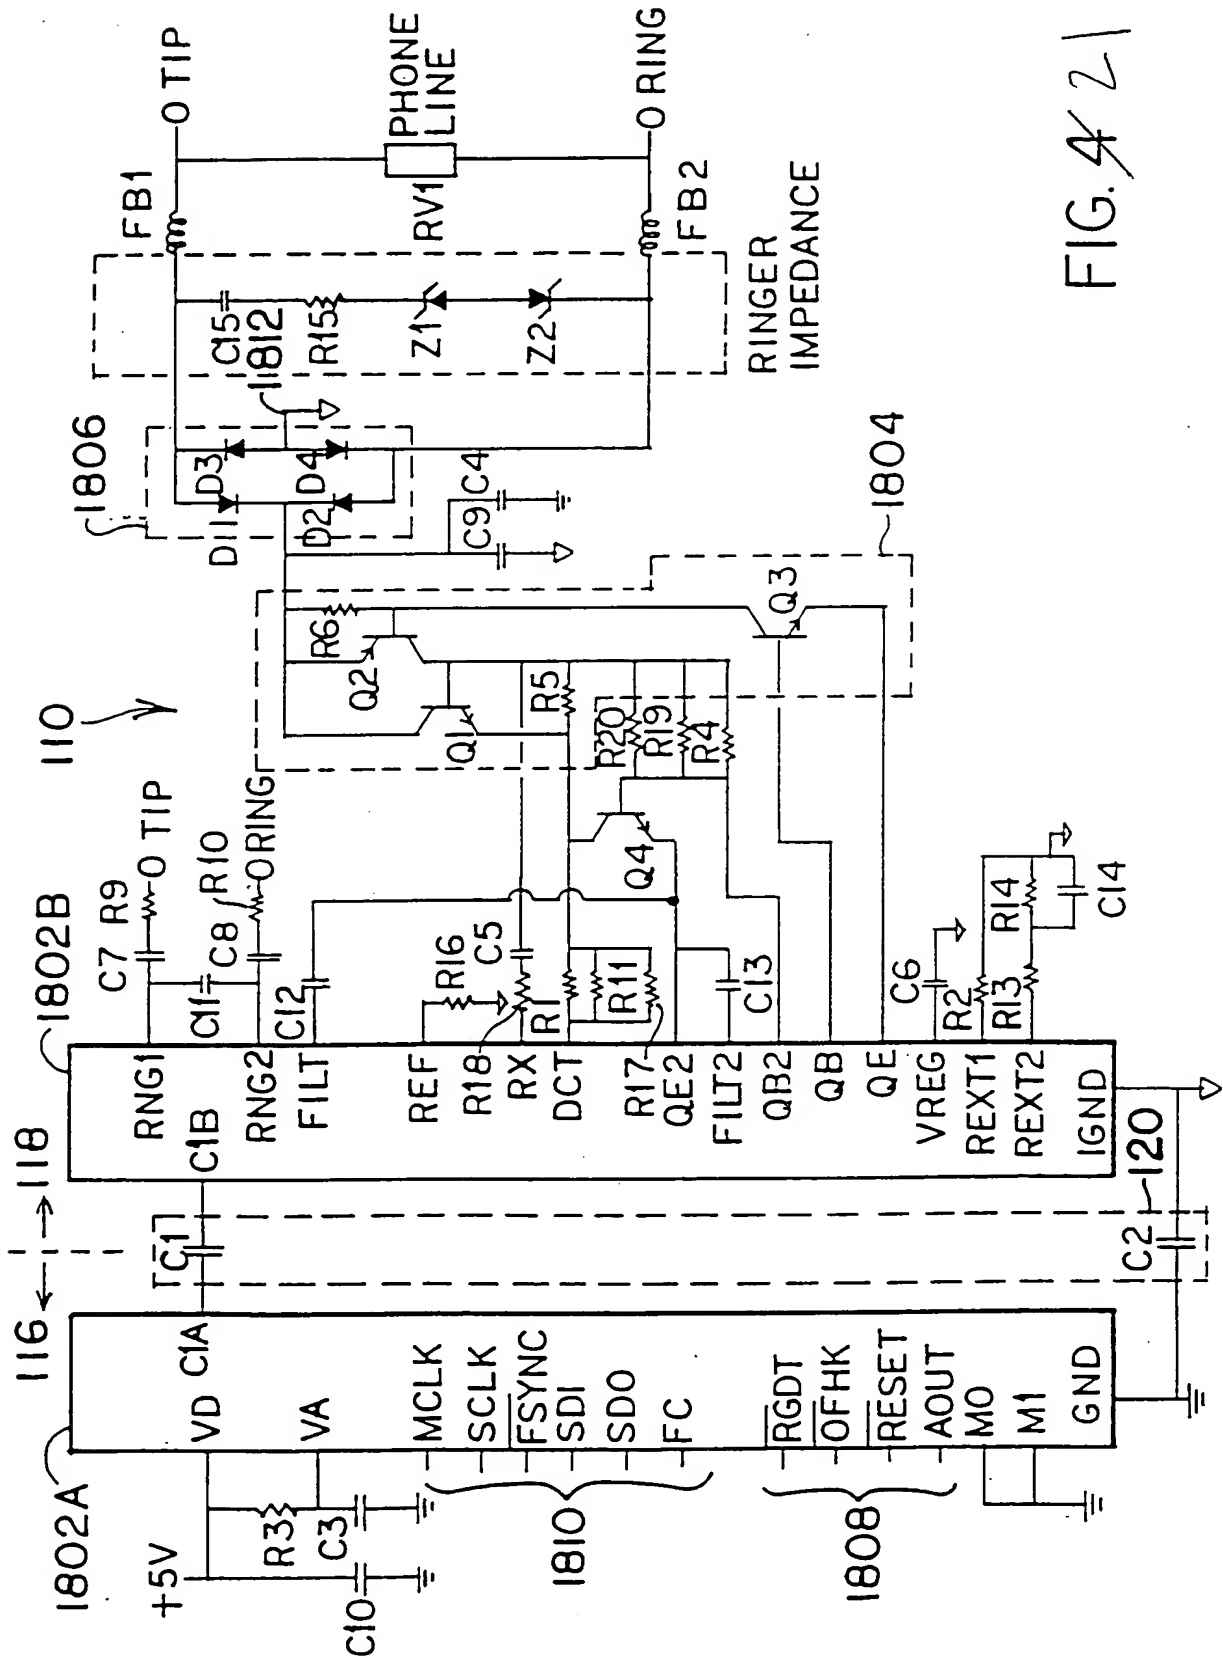 110
116
118
1802A
1802B
+5V
C10
R3
C3
VD
VA
C1A
MCLK
SCLK
FSYNC
SDI
SDO
FC
1810
RGDT
OFHK
RESET
AOUT
1808
M0
M1
GND
C1
C2
120
RNG1
C1B
RNG2
FILT
REF
R18
RX
DCT
R17
QE2
FILT2
QB2
QB
QE
VREG
REXT1
REXT2
IGND
C7
R9
O TIP
C11
C8
R10
O RING
C12
R16
C5
R1
R11
C13
C6
R2
R13
R14
C14
Q4
R20
R19
R4
R5
Q1
Q2
R6
Q3
1804
1806
D11
D3
D2
D4
C9
C4
1812
C15
R15
Z1
Z2
RINGER
IMPEDANCE
FB1
FB2
RV1
PHONE
LINE
O TIP
O RING
FIG. 4 21